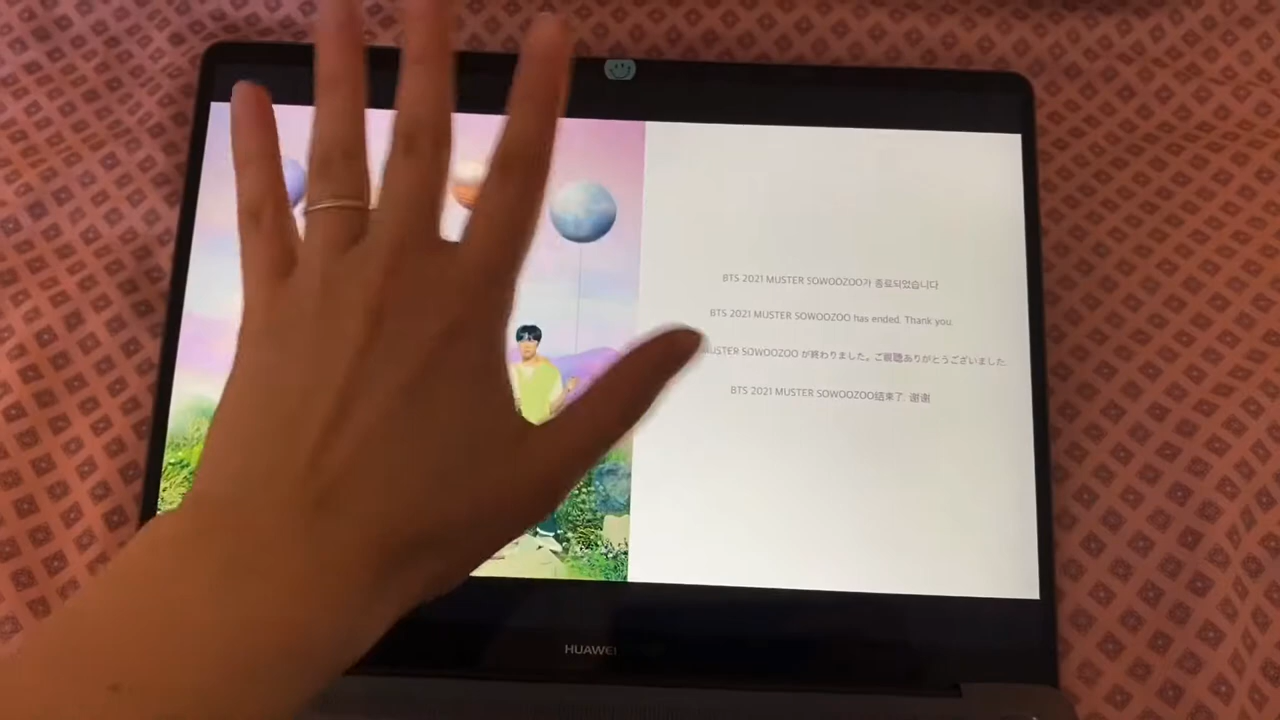 BTS 2021 MUSTER SOWOOZOO가 종료되었습니다
BTS 2021 MUSTER SOWOOZOO has ended. Thank you.
MUSTER SOWOOZOO が終わりました。ご視聴ありがとうございました
BTS 2021 MUSTER SOWOOZOO结束了. 谢谢
HUAWEI